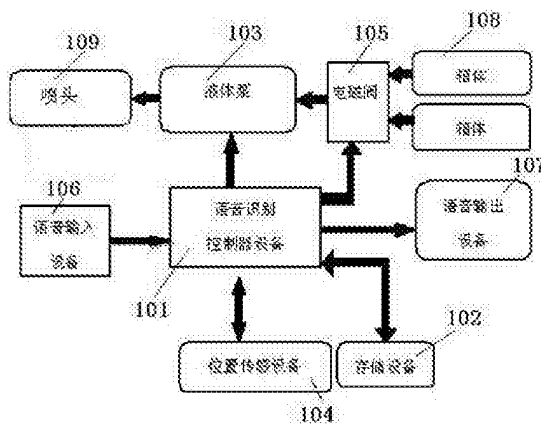 109
103
105
108
喷头
液体泵
电磁阀
箱体
箱体
107
106
语音输入
设备
语音识别
控制器设备
语音输出
设备
101
102
位置传感设备
存储设备
104